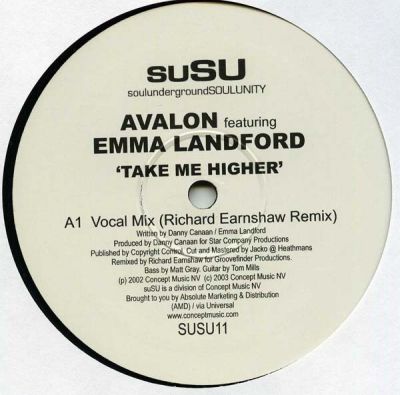 suSU
soulundergroundSOULUNITY
AVALON featuring
EMMA LANDFORD
'TAKE ME HIGHER'
A1 Vocal Mix (Richard Earnshaw Remix)
Written by Danny Canaan / Emma Landford
Produced by Danny Canaan for Star Company Productions
Published by Copyright Control. Cut and Mastered by Jacko @ Heathmans
Remixed by Richard Earnshaw for Groovefinder Productions.
Bass by Matt Gray. Guitar by Tom Mills
(p) 2002 Concept Music NV (c) 2003 Concept Music NV
suSU is a division of Concept Music NV
Brought to you by Absolute Marketing & Distribution
(AMD) / via Universal
www.conceptmusic.com
SUSU11